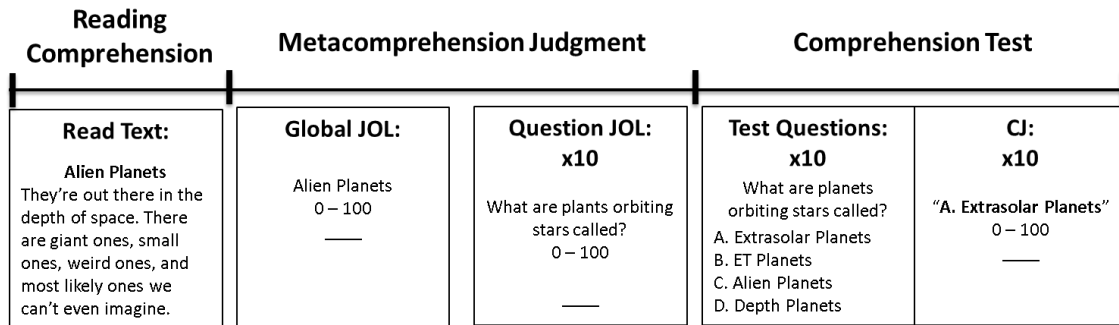 Reading
Comprehension
Metacomprehension Judgment
Comprehension Test
Read Text:
Alien Planets
They're out there in the
depth of space. There
are giant ones, small
ones, weird ones, and
most likely ones we
can't even imagine.
Global JOL:
Alien Planets
0 – 100
Question JOL:
x10
What are plants orbiting
stars called?
0 – 100
Test Questions:
x10
What are planets
orbiting stars called?
A. Extrasolar Planets
B. ET Planets
C. Alien Planets
D. Depth Planets
CJ:
x10
"A. Extrasolar Planets"
0 – 100